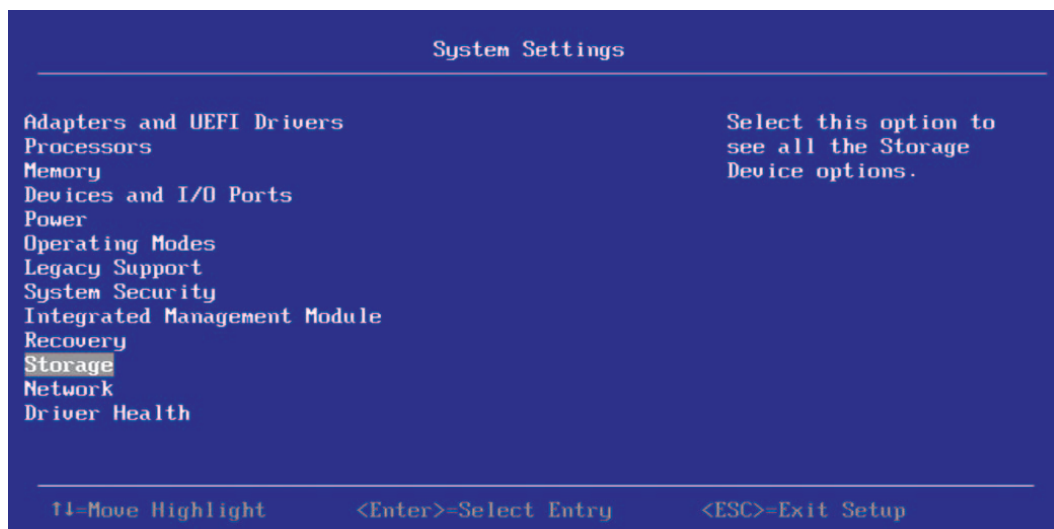 System Settings
Adapters and UEFI Drivers
Processors
Memory
Devices and I/O Ports
Power
Operating Modes
Legacy Support
System Security
Integrated Management Module
Recovery
Storage
Network
Driver Health
Select this option to
see all the Storage
Device options.
↑↓=Move Highlight <Enter>=Select Entry <ESC>=Exit Setup